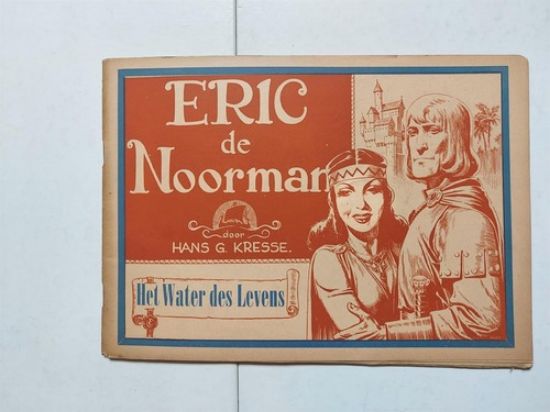 ERIC
de
Noorman
door
HANS G. KRESSE.
Het Water des Levens